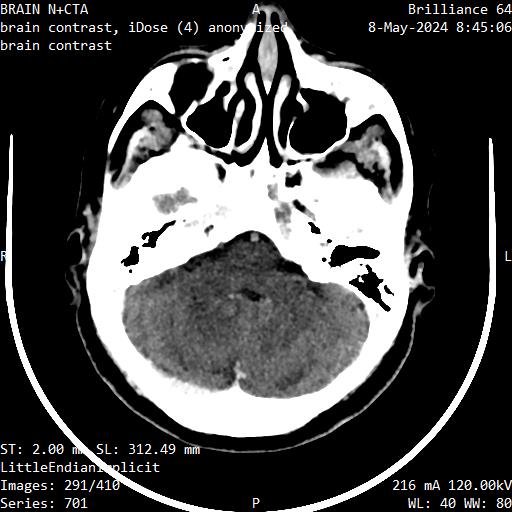 BRAIN N+CTA
A
Brilliance 64
brain contrast, iDose (4) anonymized
8-May-2024 8:45:06
brain contrast
R
L
ST: 2.00 mm SL: 312.49 mm
Images: 291/410
216 mA 120.00kV
Series: 701
P
WL: 40 WW: 80